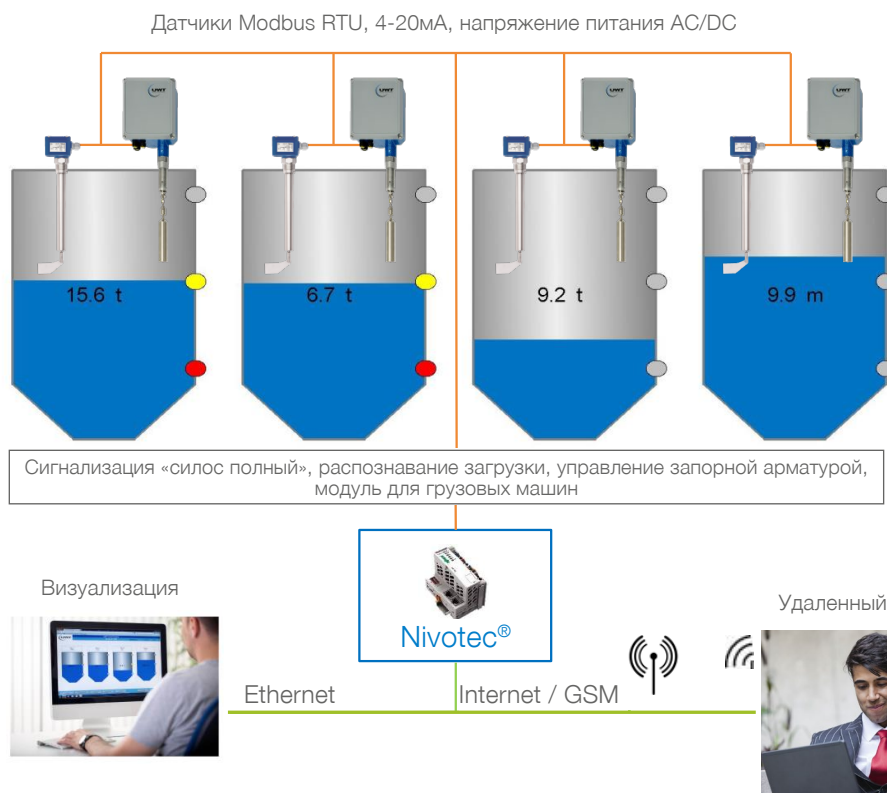 Датчики Modbus RTU, 4-20мА, напряжение питания AC/DC
UWT
UWT
UWT
UWT
15.6 t
6.7 t
9.2 t
9.9 m
Сигнализация «силос полный», распознавание загрузки, управление запорной арматурой,
модуль для грузовых машин
Визуализация
Nivotec®
Удаленный
Ethernet
Internet / GSM